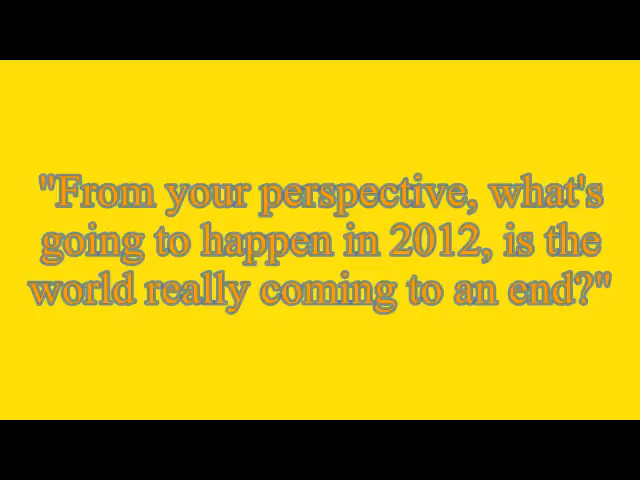 "From your perspective, what's
going to happen in 2012, is the
world really coming to an end?"